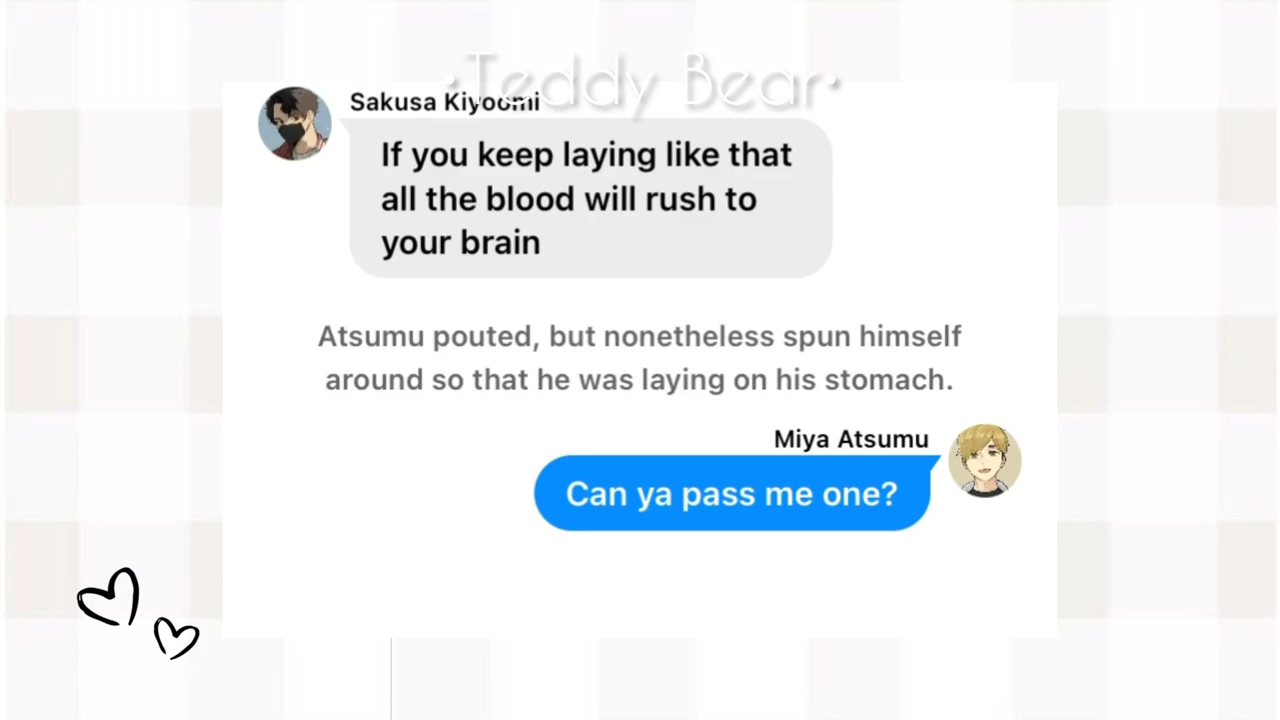 •Teddy Bear•
Sakusa Kiyoomi
If you keep laying like that
all the blood will rush to
your brain
Atsumu pouted, but nonetheless spun himself
around so that he was laying on his stomach.
Miya Atsumu
Can ya pass me one?